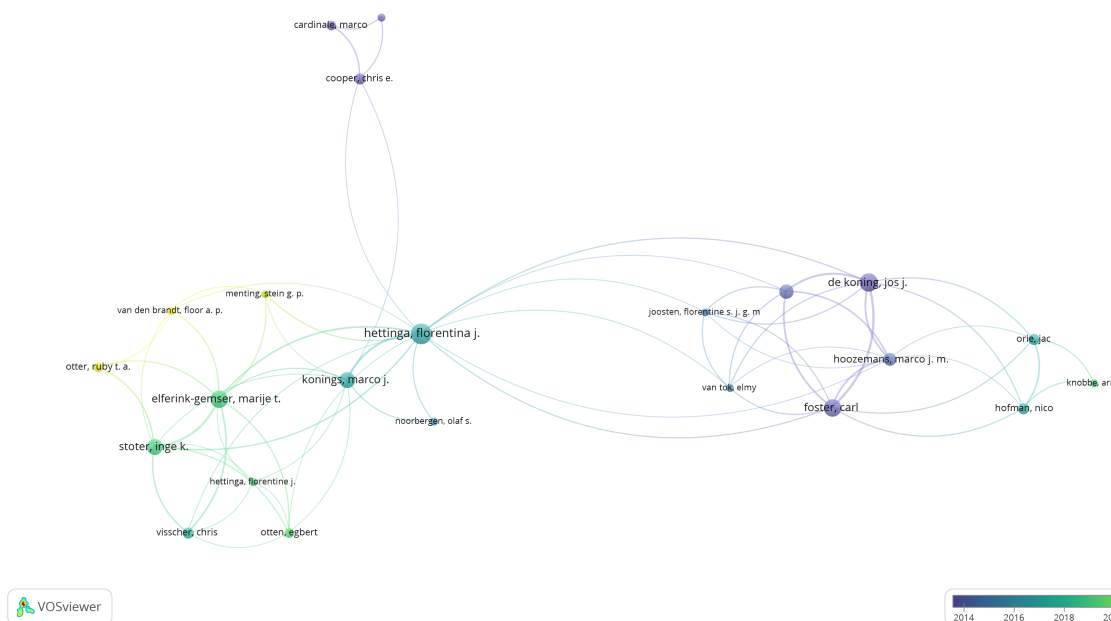 cardinale, marco
cooper, chris e.
de koning, jos j.
menting, stein g. p.
van den brandt, floor a. p.
joosten, florentine s. j. g. m
hettinga, florentina j.
orie, jac
hoozemans, marco j. m.
otter, ruby t. a.
konings, marco j.
knobbe, arn
van tok, elmy
elferink-gemser, marije t.
foster, carl
hofman, nico
noorbergen, olaf s.
stoter, inge k.
hettinga, florentine j.
visscher, chris
otten, egbert
VOSviewer
2014 2016 2018